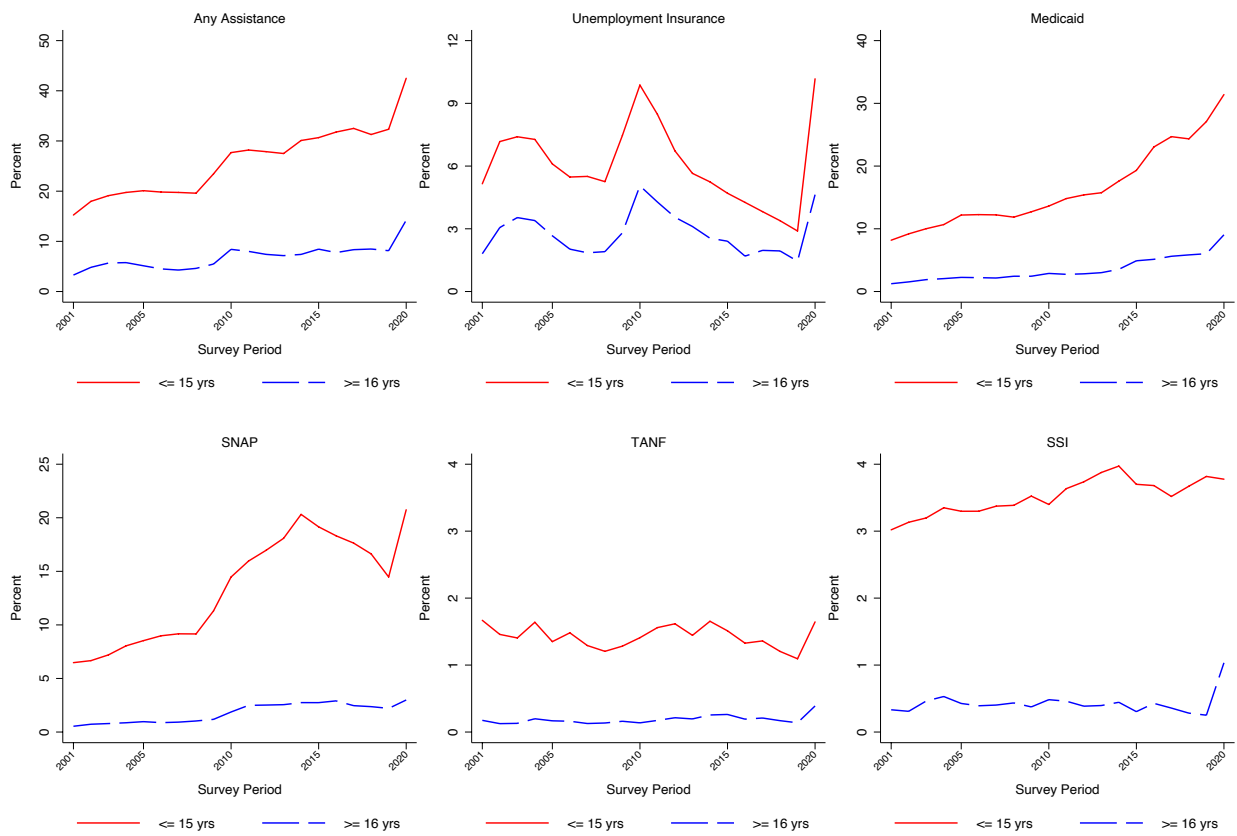 Any Assistance
Percent
50
40
30
20
10
0
2001
2005
2010
2015
2020
Survey Period
<= 15 yrs
>= 16 yrs
Unemployment Insurance
Percent
12
9
6
3
0
2001
2005
2010
2015
2020
Survey Period
<= 15 yrs
>= 16 yrs
Medicaid
Percent
40
30
20
10
0
2001
2005
2010
2015
2020
Survey Period
<= 15 yrs
>= 16 yrs
SNAP
Percent
25
20
15
10
5
0
2001
2005
2010
2015
2020
Survey Period
<= 15 yrs
>= 16 yrs
TANF
Percent
4
3
2
1
0
2001
2005
2010
2015
2020
Survey Period
<= 15 yrs
>= 16 yrs
SSI
Percent
4
3
2
1
0
2001
2005
2010
2015
2020
Survey Period
<= 15 yrs
>= 16 yrs